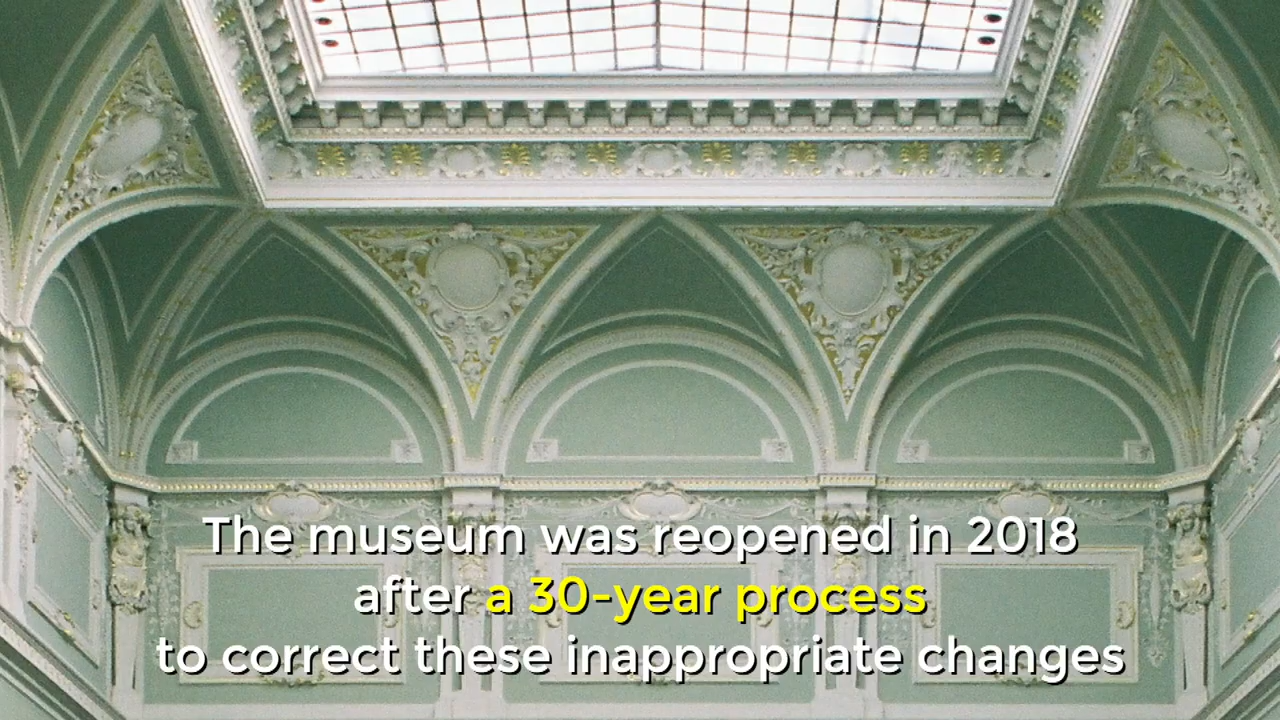 The museum was reopened in 2018
after a 30-year process
to correct these inappropriate changes